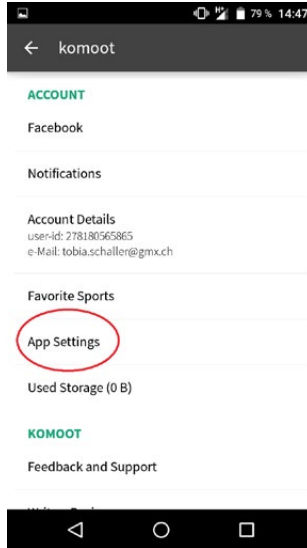 79 % 14:47
komoot
ACCOUNT
Facebook
Notifications
Account Details
user-id: 278180565865
e-Mail: tobia.schaller@gmx.ch
Favorite Sports
App Settings
Used Storage (0 B)
KOMOOT
Feedback and Support